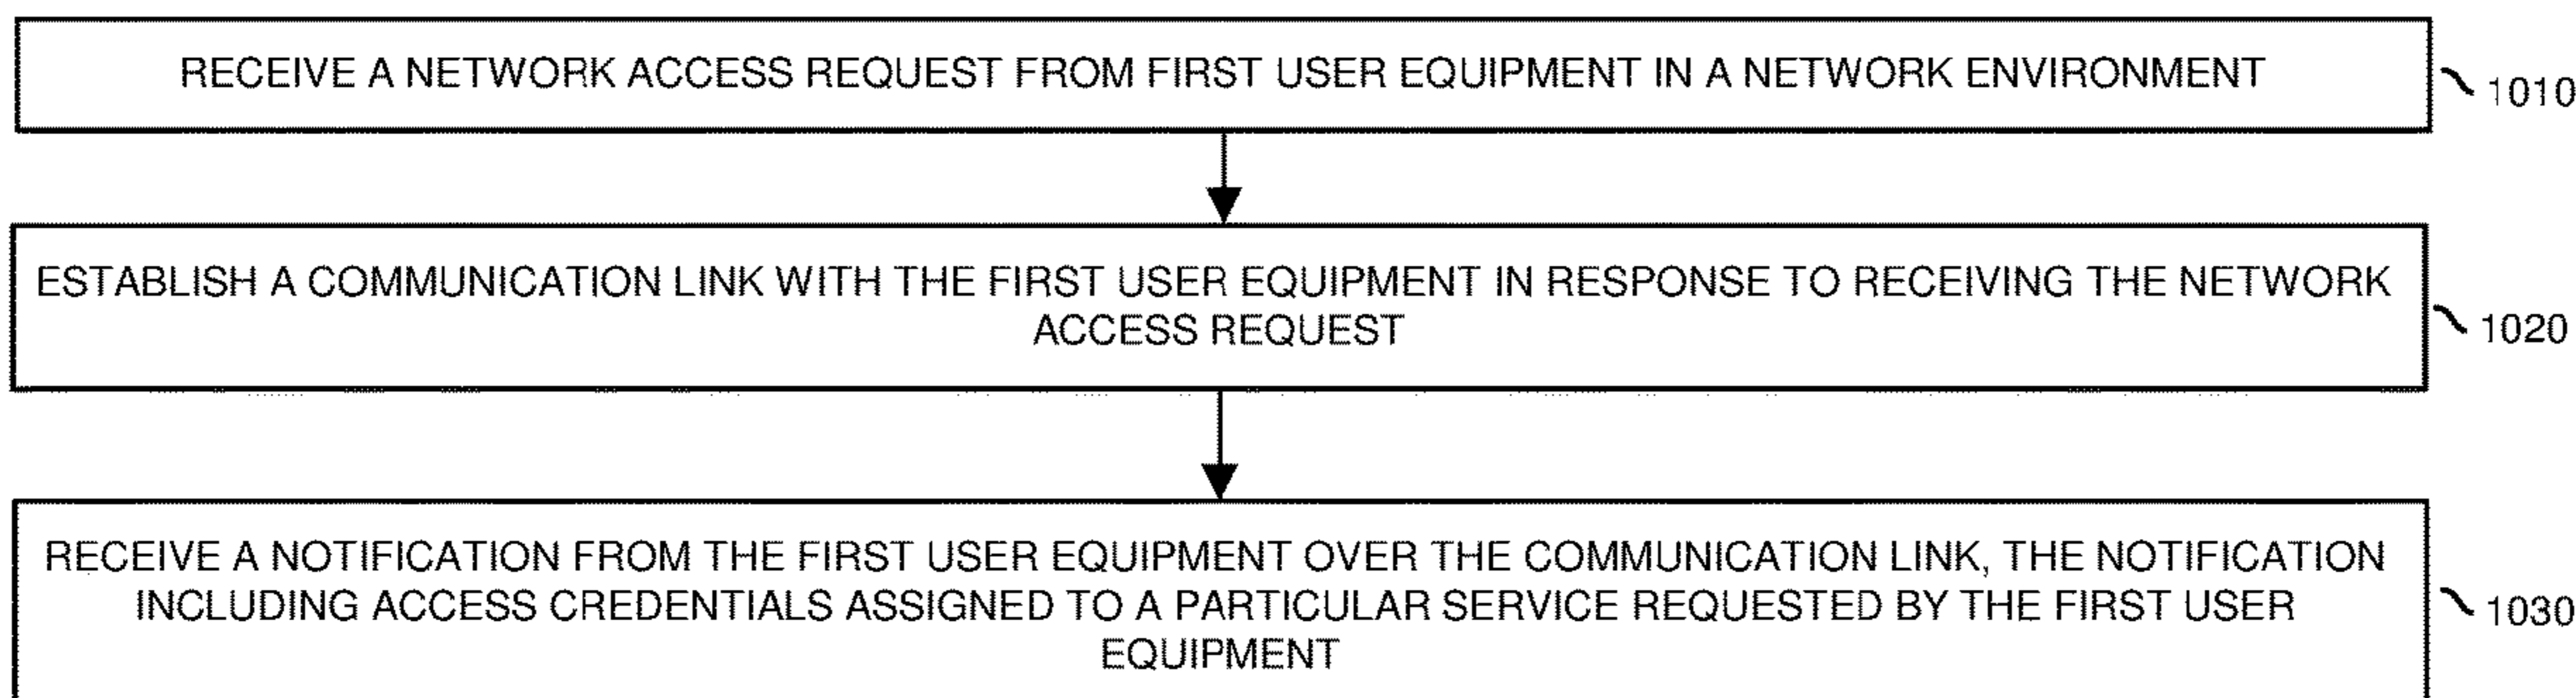 RECEIVE A NETWORK ACCESS REQUEST FROM FIRST USER EQUIPMENT IN A NETWORK ENVIRONMENT
1010
ESTABLISH A COMMUNICATION LINK WITH THE FIRST USER EQUIPMENT IN RESPONSE TO RECEIVING THE NETWORK
ACCESS REQUEST
1020
RECEIVE A NOTIFICATION FROM THE FIRST USER EQUIPMENT OVER THE COMMUNICATION LINK, THE NOTIFICATION
INCLUDING ACCESS CREDENTIALS ASSIGNED TO A PARTICULAR SERVICE REQUESTED BY THE FIRST USER
EQUIPMENT
1030